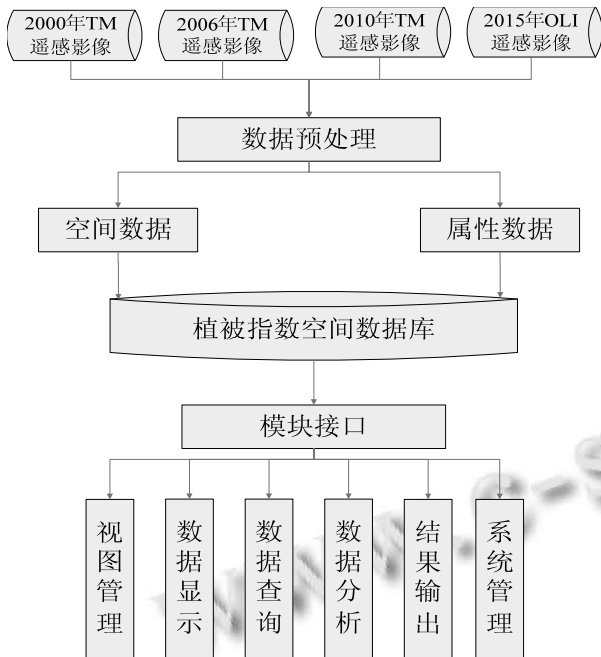 2000年TM
遥感影像
2006年TM
遥感影像
2010年TM
遥感影像
2015年OLI
遥感影像
数据预处理
空间数据
属性数据
植被指数空间数据库
模块接口
视图管理
数据显示
数据查询
数据分析
结果输出
系统管理